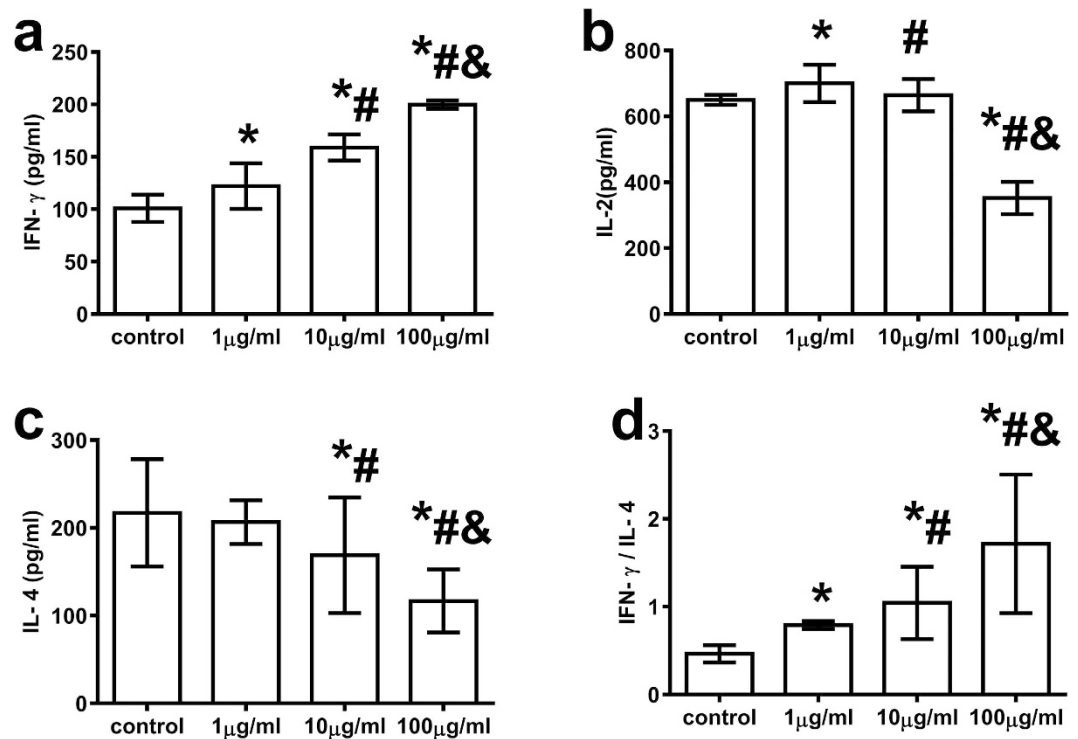 a
IFN- γ (pg/ml)
250
200
150
100
50
0
*
*#
*#&
control 1μg/ml 10μg/ml 100μg/ml
b
IL-2(pg/ml)
800
600
400
200
0
*
#
*#&
control 1μg/ml 10μg/ml 100μg/ml
c
IL- 4 (pg/ml)
300
200
100
0
*#
*#&
control 1μg/ml 10μg/ml 100μg/ml
d
IFN- γ / IL- 4
3
2
1
0
*
*#
*#&
control 1μg/ml 10μg/ml 100μg/ml